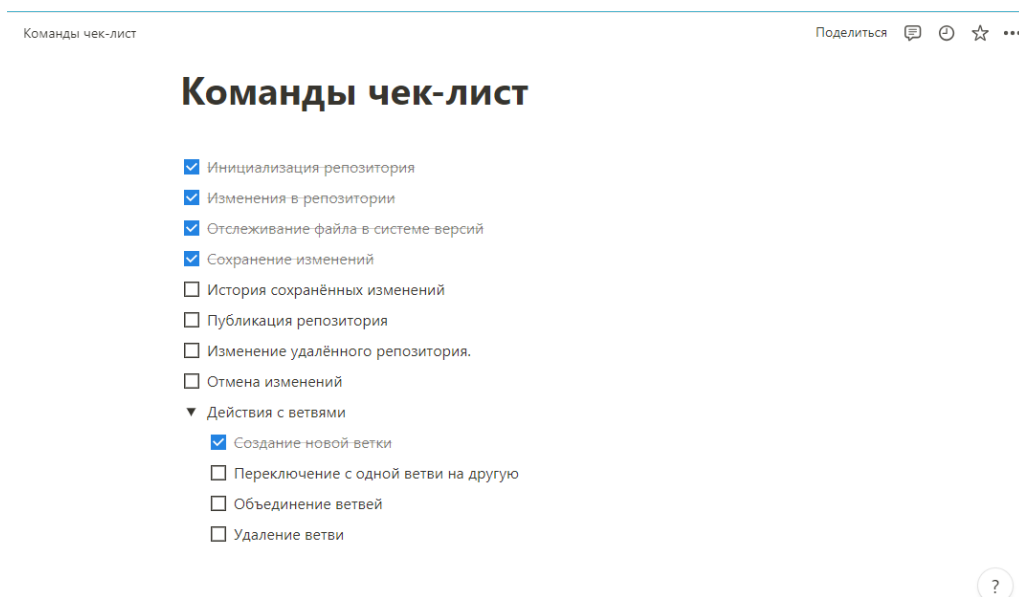 Команды чек-лист
Поделиться
Команды чек-лист
Инициализация репозитория
Изменения в репозитории
Отслеживание файла в системе версий
Сохранение изменений
История сохранённых изменений
Публикация репозитория
Изменение удалённого репозитория.
Отмена изменений
Действия с ветвями
Создание новой ветки
Переключение с одной ветви на другую
Объединение ветвей
Удаление ветви
?